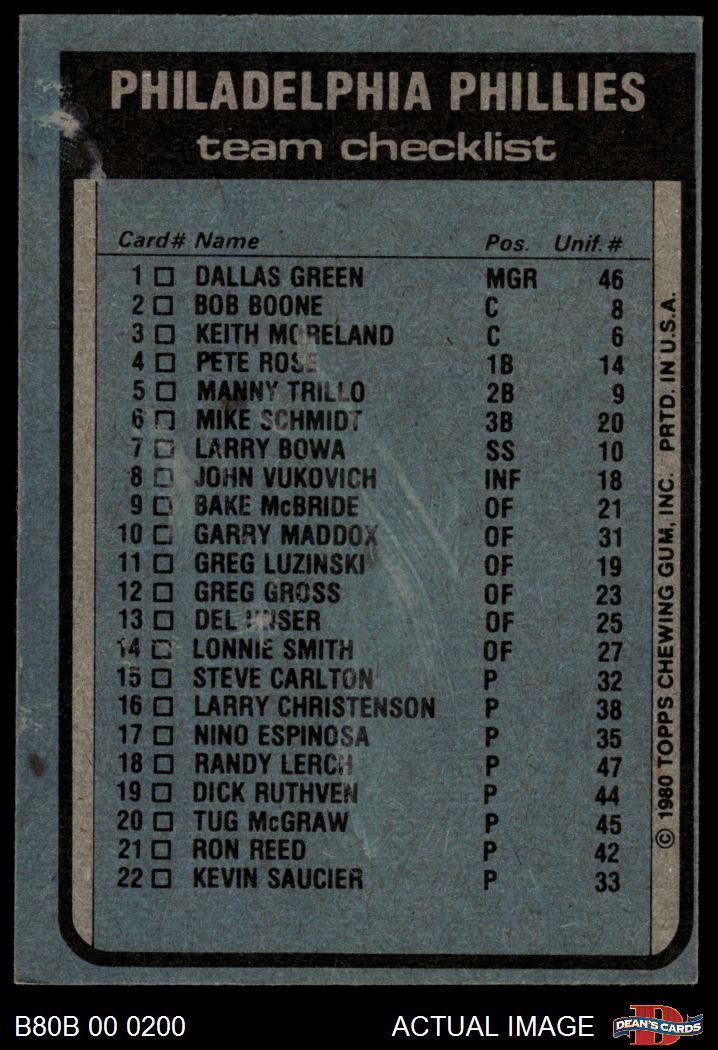 PHILADELPHIA PHILLIES
team checklist
Card# Name Pos. Unif. #
1 □ DALLAS GREEN MGR 46
2 □ BOB BOONE C 8
3 □ KEITH MORELAND C 6
4 □ PETE ROSE 1B 14
5 □ MANNY TRILLO 2B 9
6 □ MIKE SCHMIDT 3B 20
7 □ LARRY BOWA SS 10
8 □ JOHN VUKOVICH INF 18
9 □ BAKE McBRIDE OF 21
10 □ GARRY MADDOX OF 31
11 □ GREG LUZINSKI OF 19
12 □ GREG GROSS OF 23
13 □ DEL UNSER OF 25
14 □ LONNIE SMITH OF 27
15 □ STEVE CARLTON P 32
16 □ LARRY CHRISTENSON P 38
17 □ NINO ESPINOSA P 35
18 □ RANDY LERCH P 47
19 □ DICK RUTHVEN P 44
20 □ TUG McGRAW P 45
21 □ RON REED P 42
22 □ KEVIN SAUCIER P 33
© 1980 TOPPS CHEWING GUM, INC. PRTD. IN U.S.A.
B80B 00 0200
ACTUAL IMAGE
DEAN'S CARDS